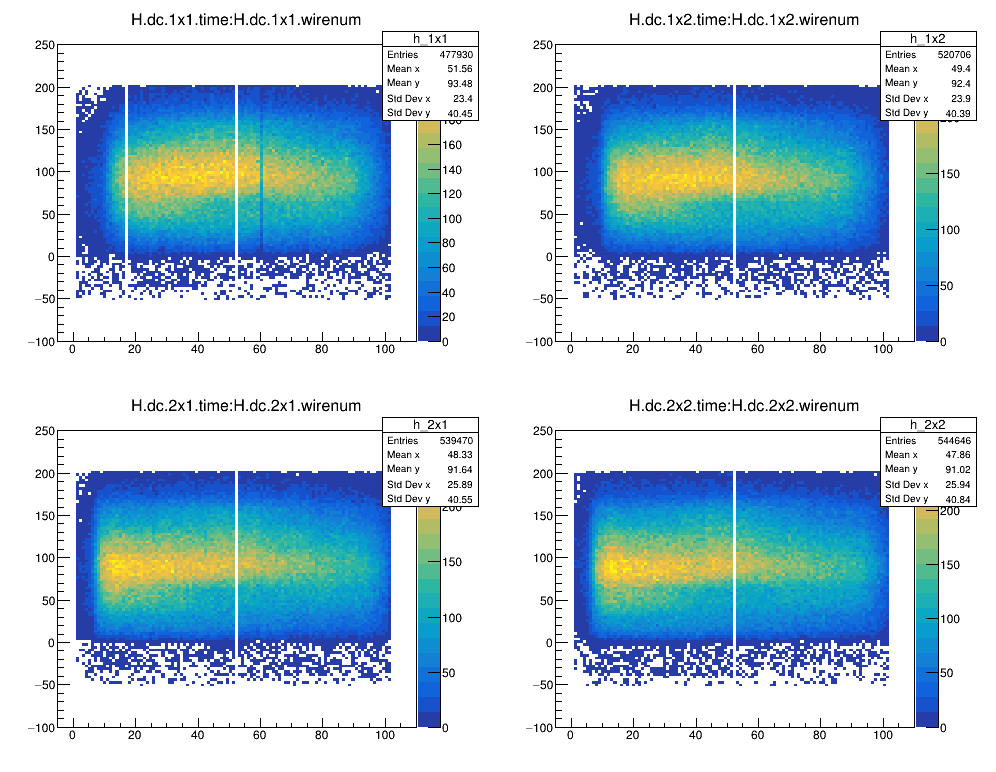 H.dc.1x1.time:H.dc.1x1.wirenum
h_1x1
Entries 477930
Mean x 51.56
Mean y 93.48
Std Dev x 23.4
Std Dev y 40.45
250
200
150
100
50
0
−50
−100
0 20 40 60 80 100
160
140
120
100
80
60
40
20
0
H.dc.1x2.time:H.dc.1x2.wirenum
h_1x2
Entries 520706
Mean x 49.4
Mean y 92.4
Std Dev x 23.9
Std Dev y 40.39
250
200
150
100
50
0
−50
−100
0 20 40 60 80 100
150
100
50
0
H.dc.2x1.time:H.dc.2x1.wirenum
h_2x1
Entries 539470
Mean x 48.33
Mean y 91.64
Std Dev x 25.89
Std Dev y 40.55
250
200
150
100
50
0
−50
−100
0 20 40 60 80 100
200
150
100
50
0
H.dc.2x2.time:H.dc.2x2.wirenum
h_2x2
Entries 544646
Mean x 47.86
Mean y 91.02
Std Dev x 25.94
Std Dev y 40.84
250
200
150
100
50
0
−50
−100
0 20 40 60 80 100
200
150
100
50
0